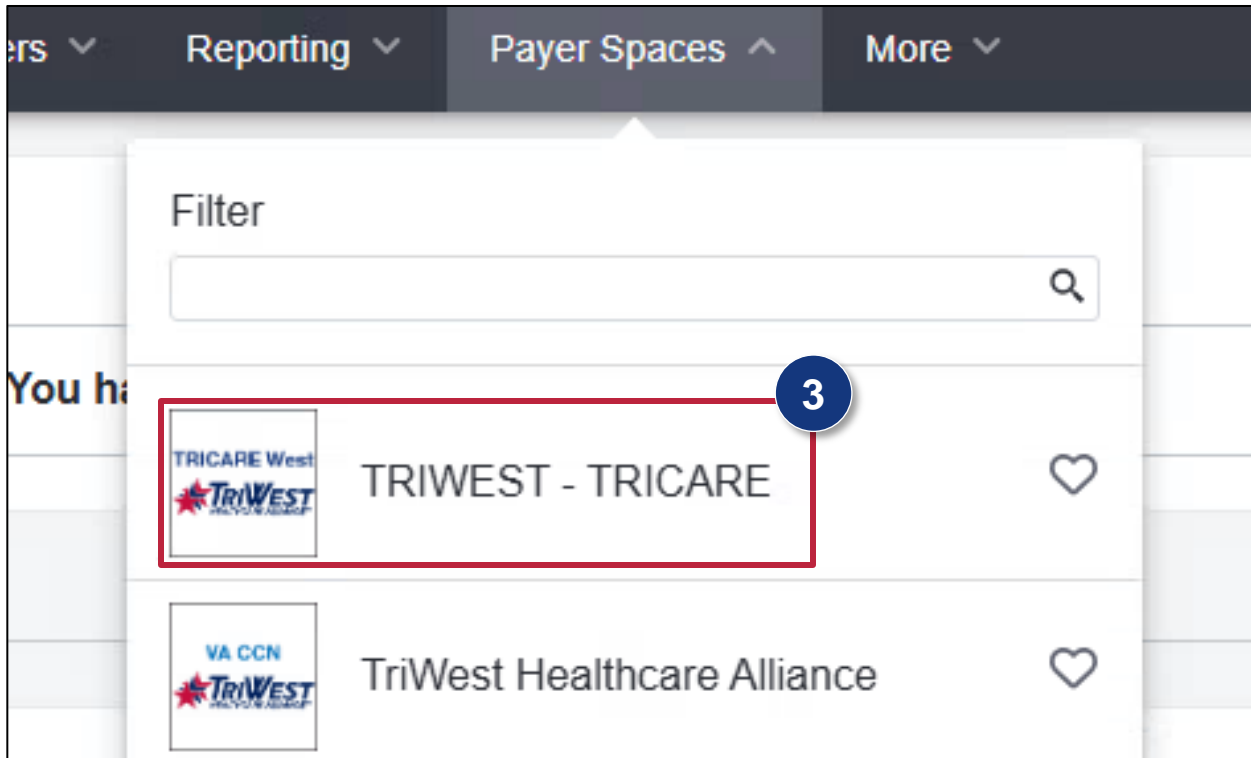 ers Reporting Payer Spaces More
Filter
You ha
3
TRICARE West
TRIWEST
TRIWEST - TRICARE
VA CCN
TRIWEST
TriWest Healthcare Alliance